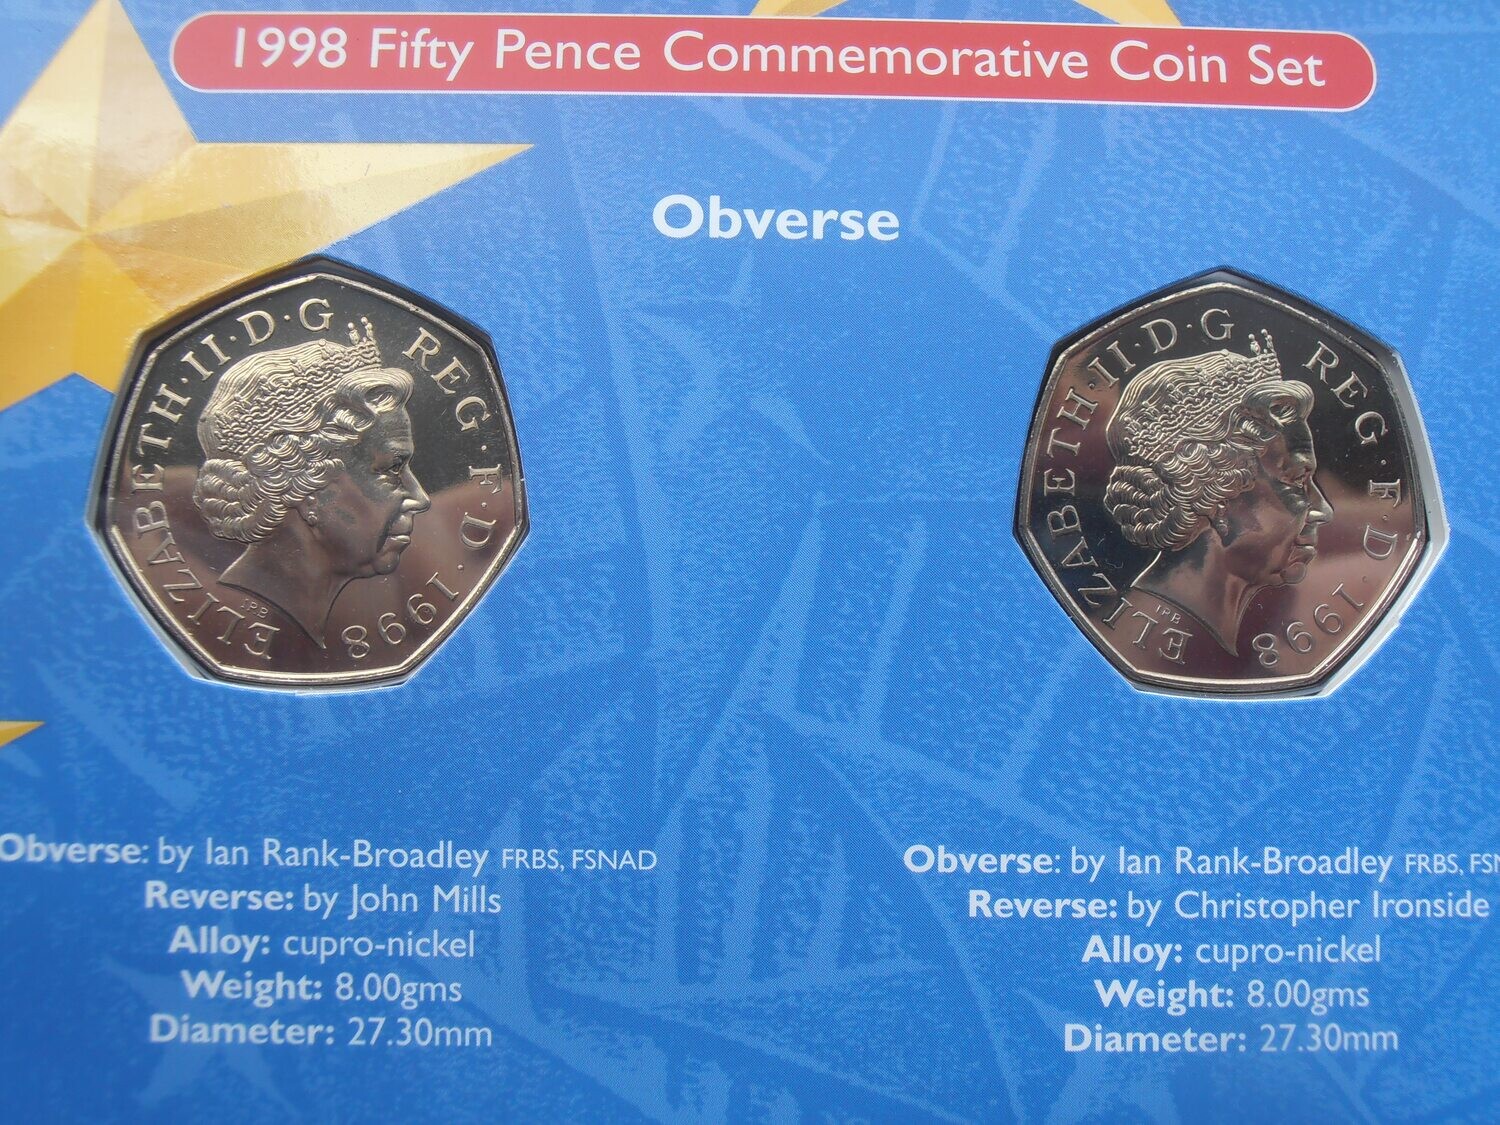 1998 Fifty Pence Commemorative Coin Set
Obverse
ELIZABETH·II·D·G REG·F·D·1998
IRB
ELIZABETH·II·D·G REG·F·D·1998
IRB
Obverse: by Ian Rank-Broadley FRBS, FSNAD
Reverse: by John Mills
Alloy: cupro-nickel
Weight: 8.00gms
Diameter: 27.30mm
Obverse: by Ian Rank-Broadley FRBS, FSN
Reverse: by Christopher Ironside
Alloy: cupro-nickel
Weight: 8.00gms
Diameter: 27.30mm